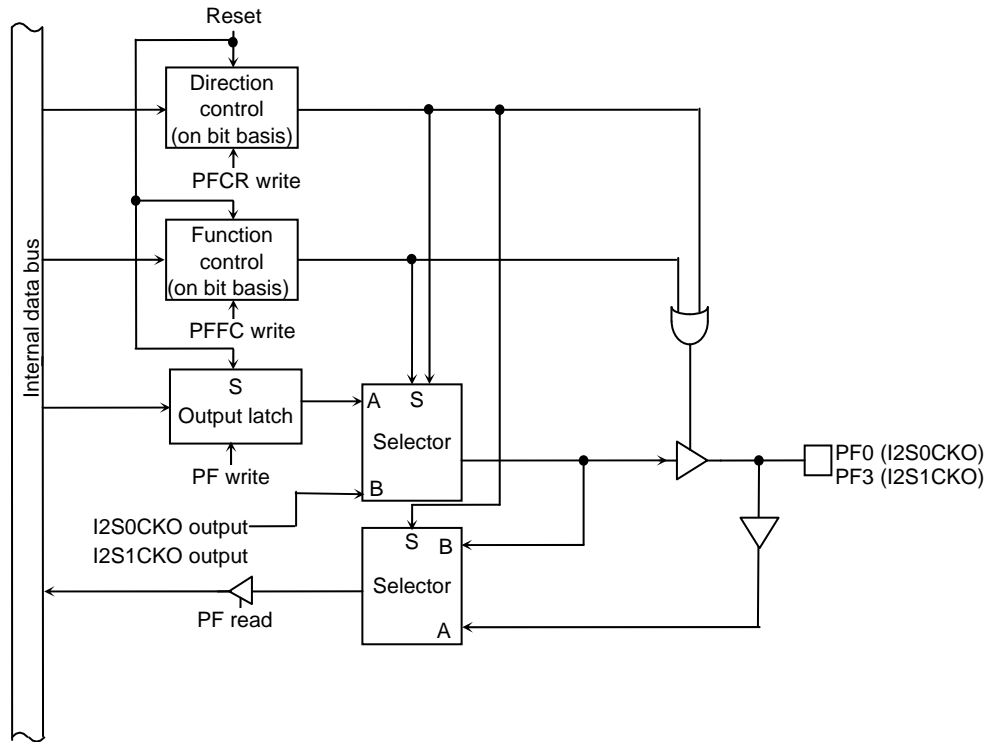 Reset
Direction
control
(on bit basis)
PFCR write
Function
control
(on bit basis)
PFFC write
Internal data bus
S
Output latch
PF write
A
S
Selector
B
I2S0CKO output
I2S1CKO output
PF0 (I2S0CKO)
PF3 (I2S1CKO)
S
B
Selector
A
PF read